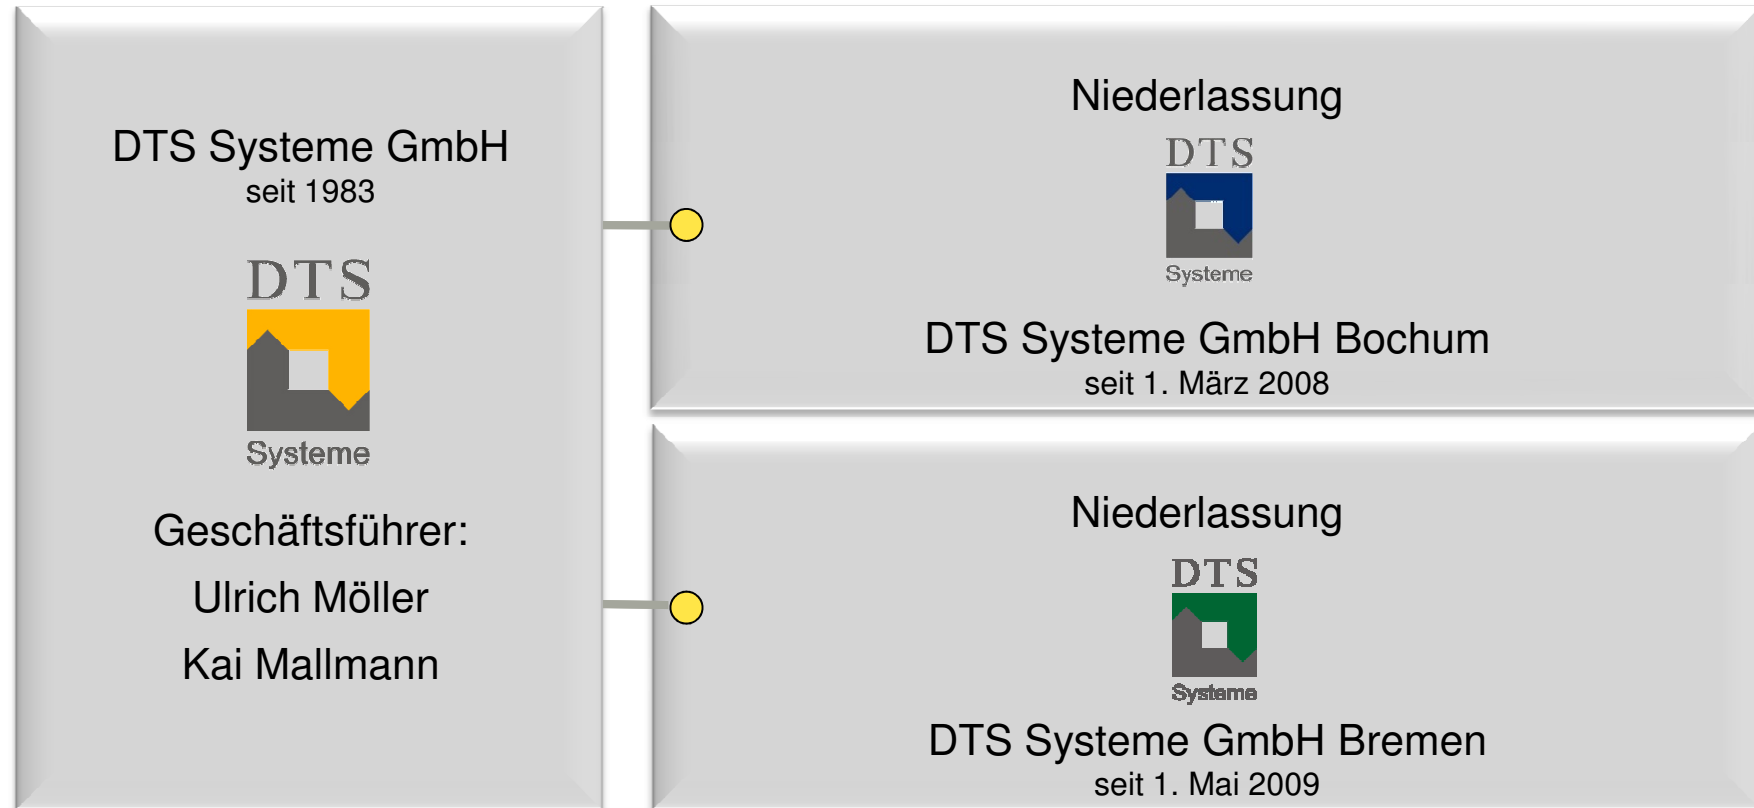 DTS Systeme GmbH
seit 1983
DTS
Systeme
Geschäftsführer:
Ulrich Möller
Kai Mallmann
Niederlassung
DTS
Systeme
DTS Systeme GmbH Bochum
seit 1. März 2008
Niederlassung
DTS
Systeme
DTS Systeme GmbH Bremen
seit 1. Mai 2009